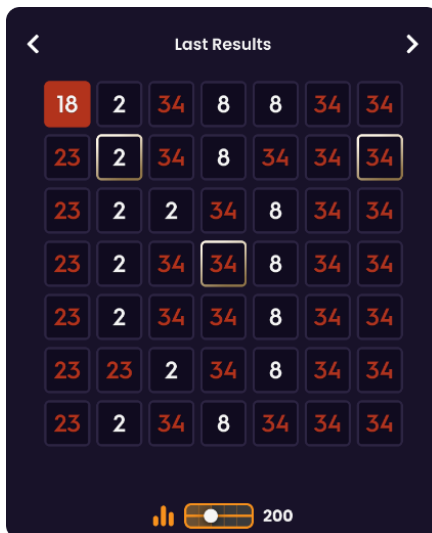 Last Results
18 2 34 8 8 34 34
23 2 34 8 34 34 34
23 2 2 34 8 34 34
23 2 34 34 8 34 34
23 2 34 34 8 34 34
23 23 2 34 8 34 34
23 2 34 8 34 34 34
200